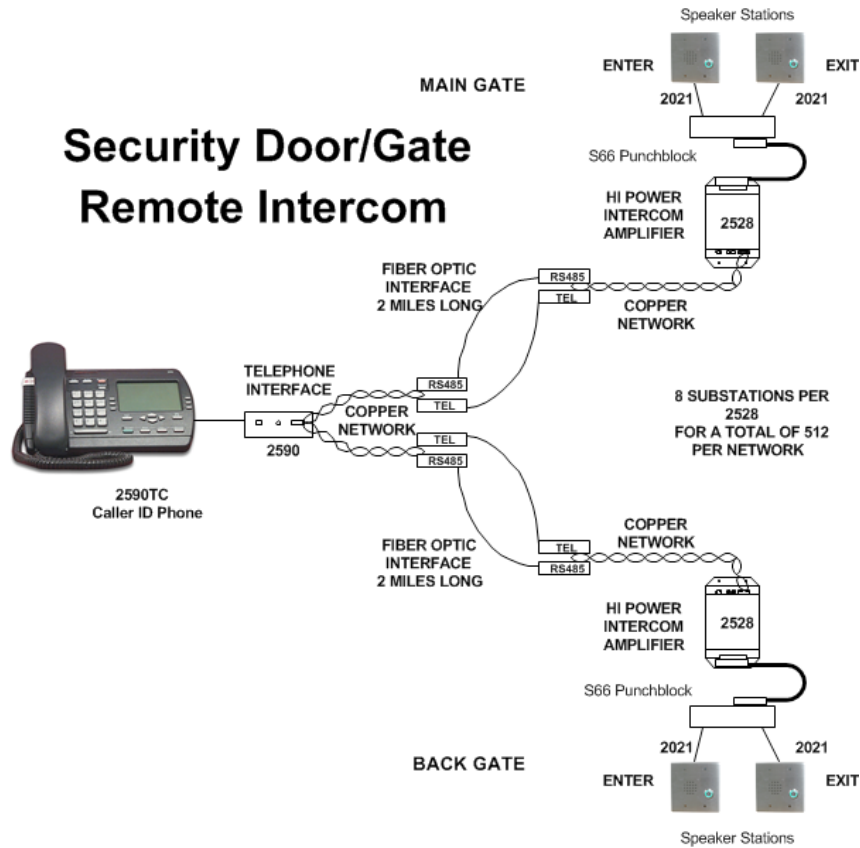 Speaker Stations
ENTER
EXIT
MAIN GATE
2021
2021
Security Door/Gate
Remote Intercom
S66 Punchblock
HI POWER
INTERCOM
AMPLIFIER
2528
FIBER OPTIC
INTERFACE
2 MILES LONG
RS485
TEL
COPPER
NETWORK
TELEPHONE
INTERFACE
RS485
TEL
COPPER
NETWORK
8 SUBSTATIONS PER
2528
FOR A TOTAL OF 512
PER NETWORK
2590
TEL
RS485
2590TC
Caller ID Phone
COPPER
NETWORK
FIBER OPTIC
INTERFACE
2 MILES LONG
TEL
RS485
HI POWER
INTERCOM
AMPLIFIER
2528
S66 Punchblock
2021
2021
BACK GATE
ENTER
EXIT
Speaker Stations